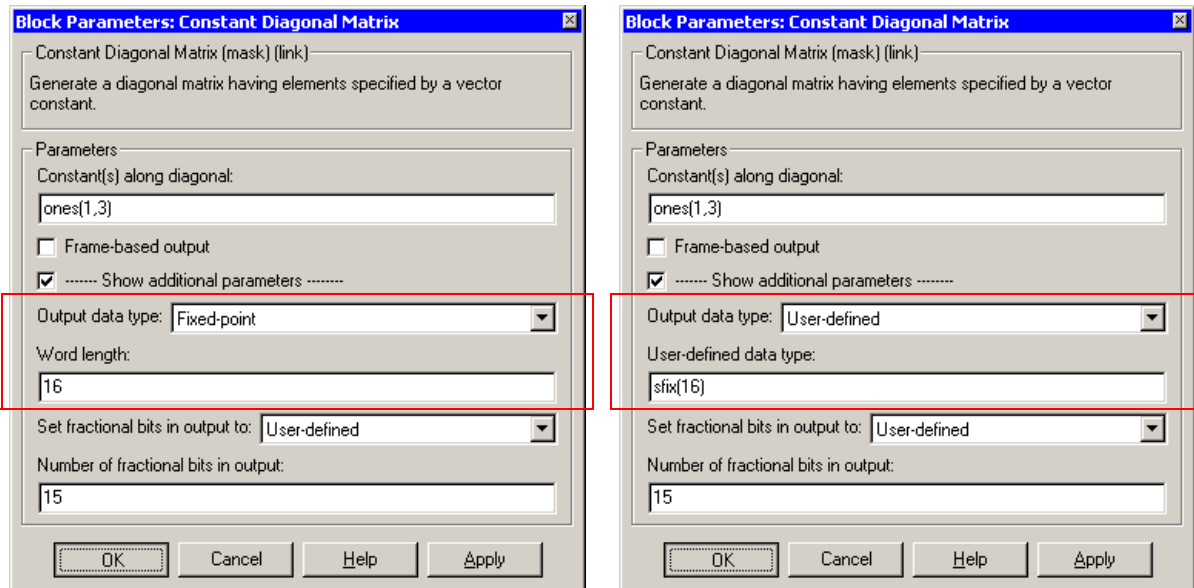 Block Parameters: Constant Diagonal Matrix
Constant Diagonal Matrix (mask) (link)
Generate a diagonal matrix having elements specified by a vector
constant.
Parameters
Constant(s) along diagonal:
ones(1,3)
Frame-based output
------- Show additional parameters --------
Output data type: Fixed-point
Word length:
16
Set fractional bits in output to: User-defined
Number of fractional bits in output:
15
OK Cancel Help Apply
Block Parameters: Constant Diagonal Matrix
Constant Diagonal Matrix (mask) (link)
Generate a diagonal matrix having elements specified by a vector
constant.
Parameters
Constant(s) along diagonal:
ones(1,3)
Frame-based output
------- Show additional parameters --------
Output data type: User-defined
User-defined data type:
sfix(16)
Set fractional bits in output to: User-defined
Number of fractional bits in output:
15
OK Cancel Help Apply